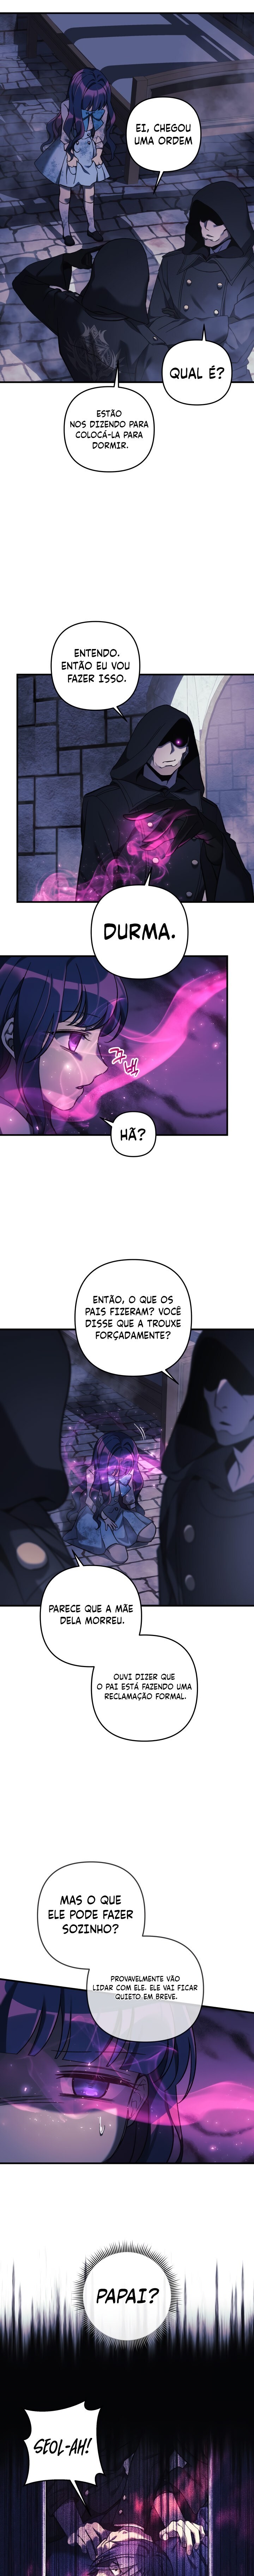 EI, CHEGOU
UMA ORDEM
QUAL É?
ESTÃO
NOS DIZENDO PARA
COLOCÁ-LA PARA
DORMIR.
ENTENDO.
ENTÃO EU VOU
FAZER ISSO.
DURMA.
HÃ?
ENTÃO, O QUE OS
PAIS FIZERAM? VOCÊ
DISSE QUE A TROUXE
FORÇADAMENTE?
PARECE QUE A MÃE
DELA MORREU.
OUVI DIZER QUE
O PAI ESTÁ FAZENDO UMA
RECLAMAÇÃO FORMAL.
MAS O QUE
ELE PODE FAZER
SOZINHO?
PROVAVELMENTE VÃO
LIDAR COM ELE. ELE VAI FICAR
QUIETO EM BREVE.
PAPAI?
SEOL-AH!